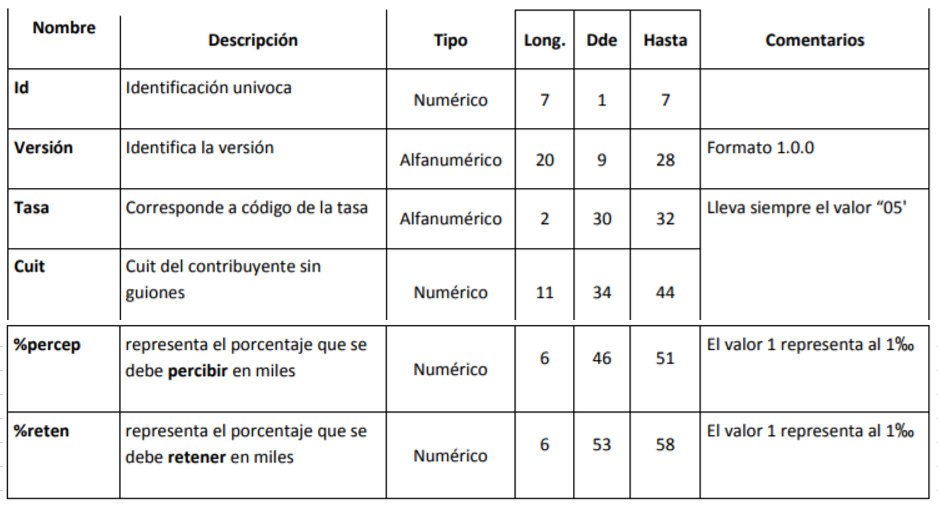 Nombre Descripción Tipo Long. Dde Hasta Comentarios
Id Identificación univoca Numérico 7 1 7
Versión Identifica la versión Alfanumérico 20 9 28 Formato 1.0.0
Tasa Corresponde a código de la tasa Alfanumérico 2 30 32 Lleva siempre el valor “05'
Cuit Cuit del contribuyente sin
guiones Numérico 11 34 44
%percep representa el porcentaje que se
debe percibir en miles Numérico 6 46 51 El valor 1 representa al 1‰
%reten representa el porcentaje que se
debe retener en miles Numérico 6 53 58 El valor 1 representa al 1‰